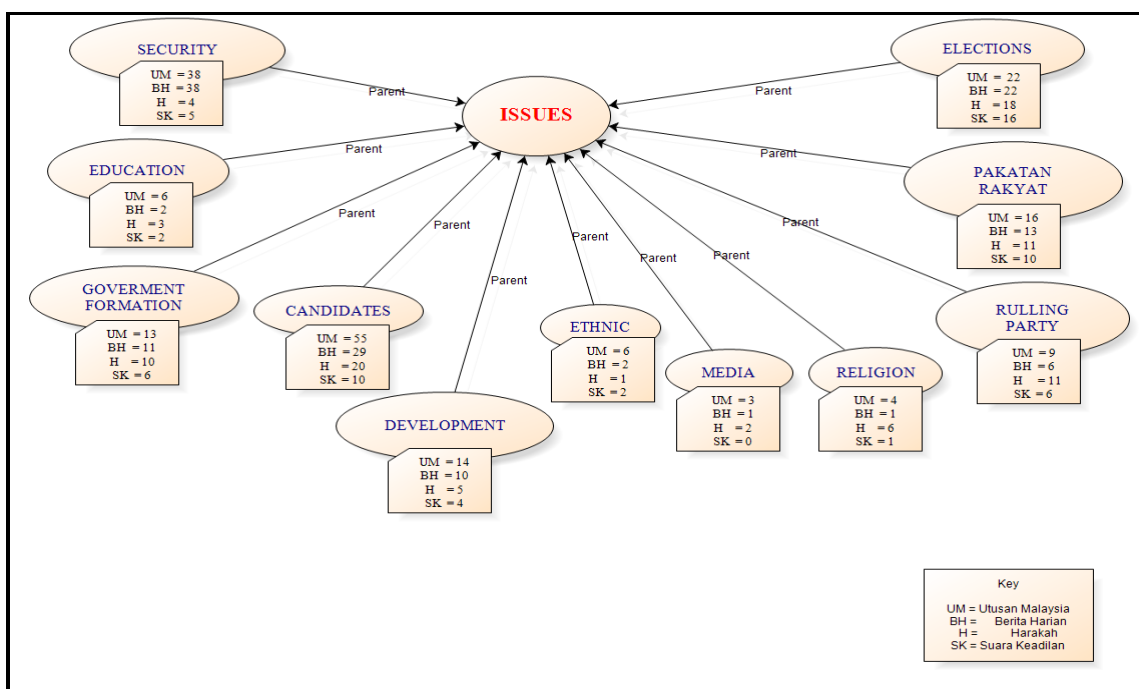 SECURITY
UM = 38
BH = 38
H = 4
SK = 5
Parent
ISSUES
ELECTIONS
UM = 22
BH = 22
H = 18
SK = 16
Parent
EDUCATION
UM = 6
BH = 2
H = 3
SK = 2
Parent
PAKATAN
RAKYAT
UM = 16
BH = 13
H = 11
SK = 10
Parent
GOVERMENT
FORMATION
UM = 13
BH = 11
H = 10
SK = 6
Parent
CANDIDATES
UM = 55
BH = 29
H = 20
SK = 10
Parent
DEVELOPMENT
UM = 14
BH = 10
H = 5
SK = 4
Parent
ETHNIC
UM = 6
BH = 2
H = 1
SK = 2
Parent
MEDIA
UM = 3
BH = 1
H = 2
SK = 0
Parent
RELIGION
UM = 4
BH = 1
H = 6
SK = 1
Parent
RULLING
PARTY
UM = 9
BH = 6
H = 11
SK = 6
Parent
Key
UM = Utusan Malaysia
BH = Berita Harian
H = Harakah
SK = Suara Keadilan